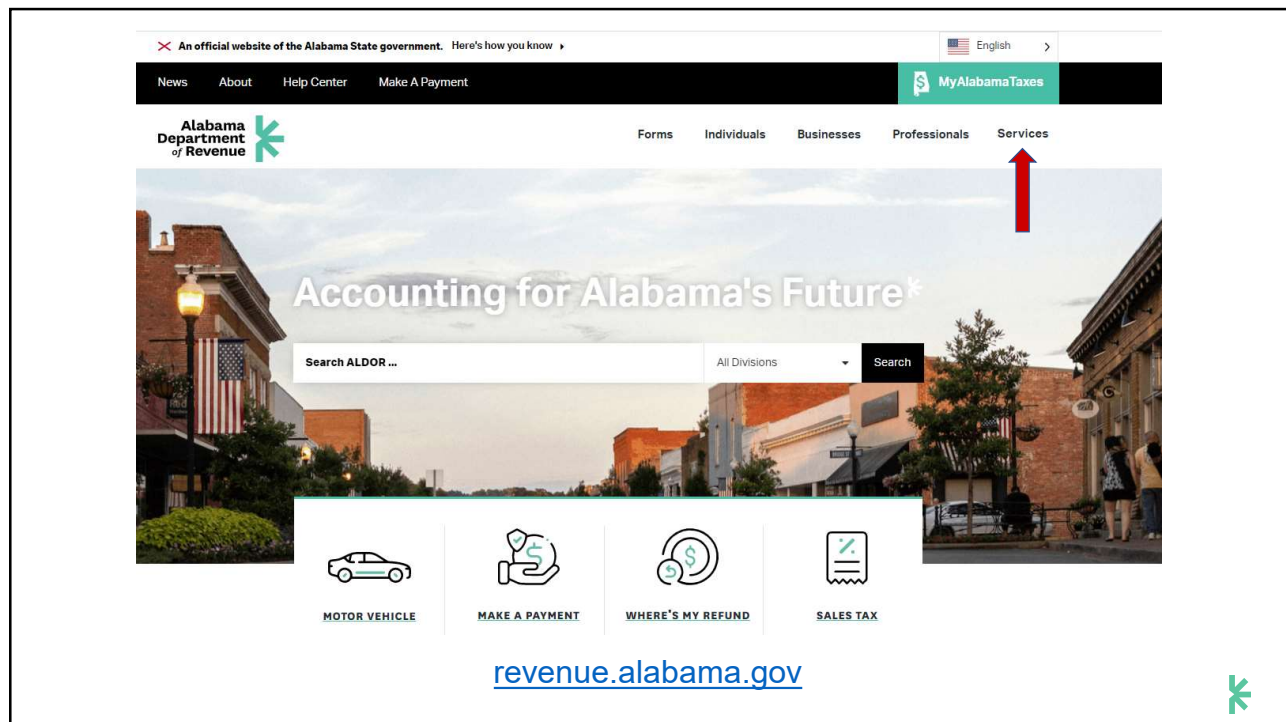 An official website of the Alabama State government. Here's how you know
English
News About Help Center Make A Payment
MyAlabamaTaxes
Alabama
Department
of Revenue
Forms Individuals Businesses Professionals Services
Accounting for Alabama's Future
Search ALDOR ...
All Divisions
Search
MOTOR VEHICLE
MAKE A PAYMENT
WHERE'S MY REFUND
SALES TAX
revenue.alabama.gov